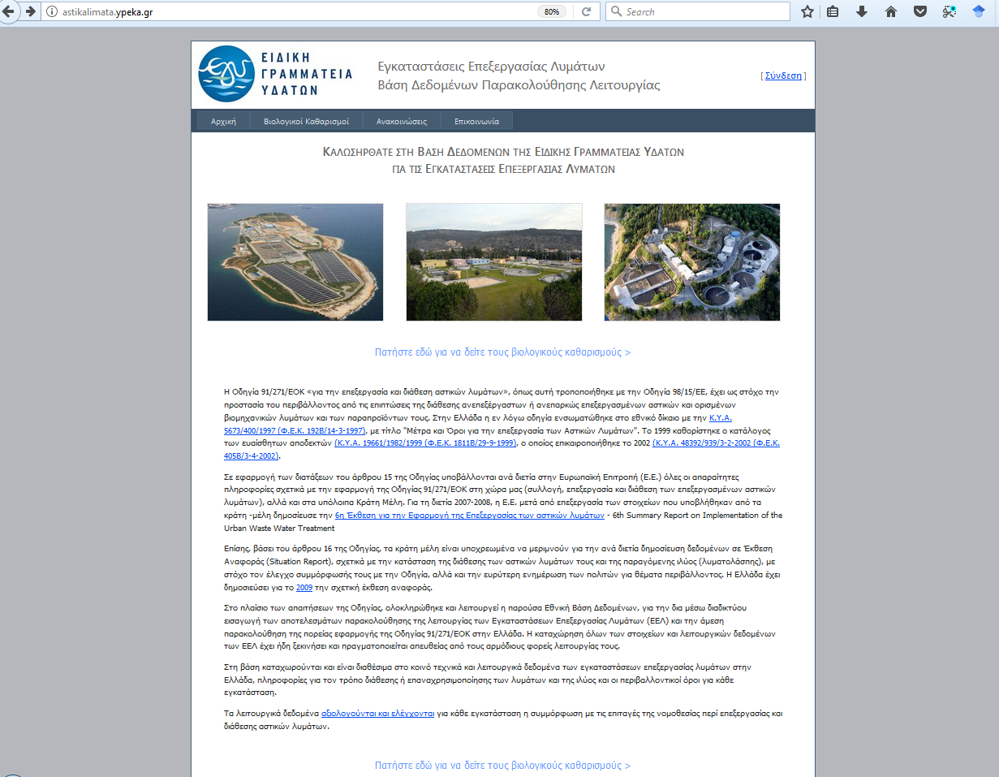 astikalimata.ypeka.gr
80%
Search
ΕΙΔΙΚΗ
ΓΡΑΜΜΑΤΕΙΑ
ΥΔΑΤΩΝ
Εγκαταστάσεις Επεξεργασίας Λυμάτων
Βάση Δεδομένων Παρακολούθησης Λειτουργίας
[ Σύνδεση ]
Αρχική
Βιολογικοί Καθαρισμοί
Ανακοινώσεις
Επικοινωνία
ΚΑΛΩΣΗΡΘΑΤΕ ΣΤΗ ΒΑΣΗ ΔΕΔΟΜΕΝΩΝ ΤΗΣ ΕΙΔΙΚΗΣ ΓΡΑΜΜΑΤΕΙΑΣ ΥΔΑΤΩΝ
ΓΙΑ ΤΙΣ ΕΓΚΑΤΑΣΤΑΣΕΙΣ ΕΠΕΞΕΡΓΑΣΙΑΣ ΛΥΜΑΤΩΝ
Πατήστε εδώ για να δείτε τους βιολογικούς καθαρισμούς >
Η Οδηγία 91/271/ΕΟΚ «για την επεξεργασία και διάθεση αστικών λυμάτων», όπως αυτή τροποποιήθηκε με την Οδηγία 98/15/ΕΕ, έχει ως στόχο την
προστασία του περιβάλλοντος από τις επιπτώσεις της διάθεσης ανεπεξέργαστων ή ανεπαρκώς επεξεργασμένων αστικών και ορισμένων
βιομηχανικών λυμάτων και των παραπροϊόντων τους. Στην Ελλάδα η εν λόγω οδηγία ενσωματώθηκε στο εθνικό δίκαιο με την Κ.Υ.Α.
5673/400/1997 (Φ.Ε.Κ. 192Β/14-3-1997), με τίτλο "Μέτρα και Όροι για την επεξεργασία των Αστικών Λυμάτων". Το 1999 καθορίστηκε ο κατάλογος
των ευαίσθητων αποδεκτών (Κ.Υ.Α. 19661/1982/1999 (Φ.Ε.Κ. 1811Β/29-9-1999), ο οποίος επικαιροποιήθηκε το 2002 (Κ.Υ.Α. 48392/939/3-2-2002 (Φ.Ε.Κ.
405Β/3-4-2002).
Σε εφαρμογή των διατάξεων του άρθρου 15 της Οδηγίας υποβάλλονται ανά διετία στην Ευρωπαϊκή Επιτροπή (Ε.Ε.) όλες οι απαραίτητες
πληροφορίες σχετικά με την εφαρμογή της Οδηγίας 91/271/ΕΟΚ στη χώρα μας (συλλογή, επεξεργασία και διάθεση των επεξεργασμένων αστικών
λυμάτων), αλλά και στα υπόλοιπα Κράτη Μέλη. Για τη διετία 2007-2008, η Ε.Ε. μετά από επεξεργασία των στοιχείων που υποβλήθηκαν από τα
κράτη -μέλη δημοσίευσε την 6η Έκθεση για την Εφαρμογή της Επεξεργασίας των αστικών λυμάτων - 6th Summary Report on Implementation of the
Urban Waste Water Treatment
Επίσης, βάσει του άρθρου 16 της Οδηγίας, τα κράτη μέλη είναι υποχρεωμένα να μεριμνούν για την ανά διετία δημοσίευση δεδομένων σε Έκθεση
Αναφοράς (Situation Report), σχετικά με την κατάσταση της διάθεσης των αστικών λυμάτων τους και της παραγόμενης ιλύος (λυματολάσπης), με
στόχο τον έλεγχο συμμόρφωσής τους με την Οδηγία, αλλά και την ευρύτερη ενημέρωση των πολιτών για θέματα περιβάλλοντος. Η Ελλάδα έχει
δημοσιεύσει για το 2009 την σχετική έκθεση αναφοράς.
Στο πλαίσιο των απαιτήσεων της Οδηγίας, ολοκληρώθηκε και λειτουργεί η παρούσα Εθνική Βάση Δεδομένων, για την δια μέσω διαδικτύου
εισαγωγή των αποτελεσμάτων παρακολούθησης της λειτουργίας των Εγκαταστάσεων Επεξεργασίας Λυμάτων (ΕΕΛ) και την άμεση
παρακολούθηση της πορείας εφαρμογής της Οδηγίας 91/271/ΕΟΚ στην Ελλάδα. Η καταχώρηση όλων των στοιχείων και λειτουργικών δεδομένων
των ΕΕΛ έχει ήδη ξεκινήσει και πραγματοποιείται απευθείας από τους αρμόδιους φορείς λειτουργίας τους.
Στη βάση καταχωρούνται και είναι διαθέσιμα στο κοινό τεχνικά και λειτουργικά δεδομένα των εγκαταστάσεων επεξεργασίας λυμάτων στην
Ελλάδα, πληροφορίες για τον τρόπο διάθεσης ή επαναχρησιμοποίησης των λυμάτων και της ιλύος και οι περιβαλλοντικοί όροι για κάθε
εγκατάσταση.
Τα λειτουργικά δεδομένα αξιολογούνται και ελέγχονται για κάθε εγκατάσταση η συμμόρφωση με τις επιταγές της νομοθεσίας περί επεξεργασίας και
διάθεσης αστικών λυμάτων.
Πατήστε εδώ για να δείτε τους βιολογικούς καθαρισμούς >